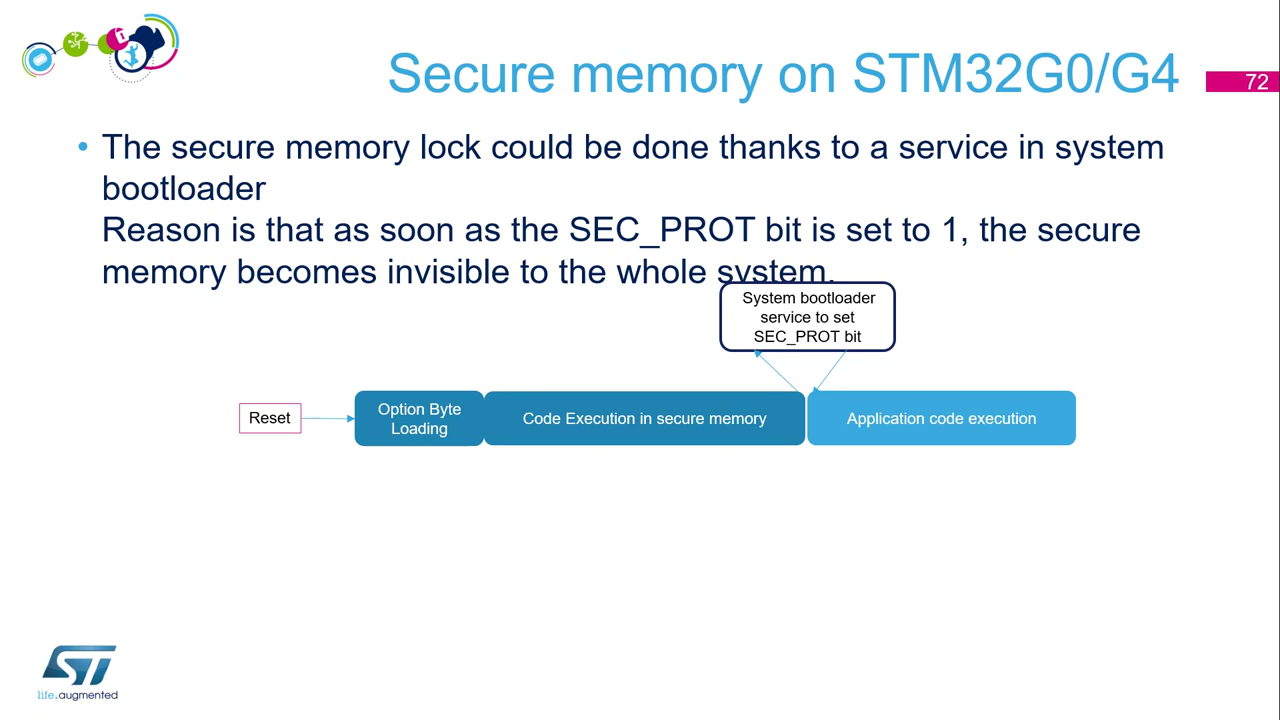 Secure memory on STM32G0/G4
72
• The secure memory lock could be done thanks to a service in system
bootloader
Reason is that as soon as the SEC_PROT bit is set to 1, the secure
memory becomes invisible to the whole system.
System bootloader
service to set
SEC_PROT bit
Reset
Option Byte
Loading
Code Execution in secure memory
Application code execution
ST
life.augmented